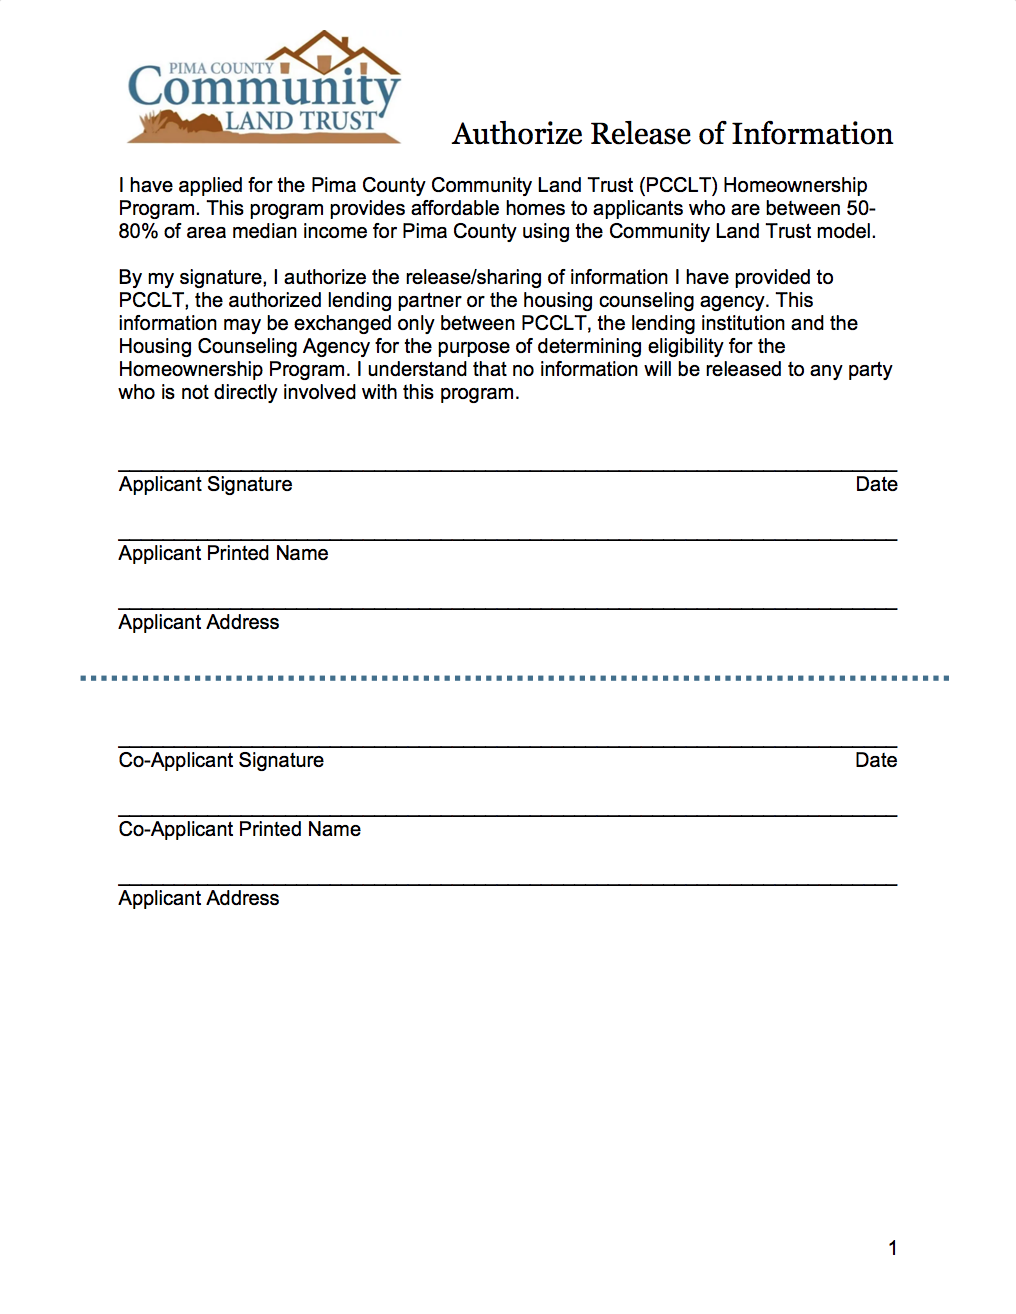 PIMA COUNTY
Community
LAND TRUST
Authorize Release of Information
I have applied for the Pima County Community Land Trust (PCCLT) Homeownership
Program. This program provides affordable homes to applicants who are between 50-
80% of area median income for Pima County using the Community Land Trust model.
By my signature, I authorize the release/sharing of information I have provided to
PCCLT, the authorized lending partner or the housing counseling agency. This
information may be exchanged only between PCCLT, the lending institution and the
Housing Counseling Agency for the purpose of determining eligibility for the
Homeownership Program. I understand that no information will be released to any party
who is not directly involved with this program.
Applicant Signature Date
Applicant Printed Name
Applicant Address
Co-Applicant Signature Date
Co-Applicant Printed Name
Applicant Address
1